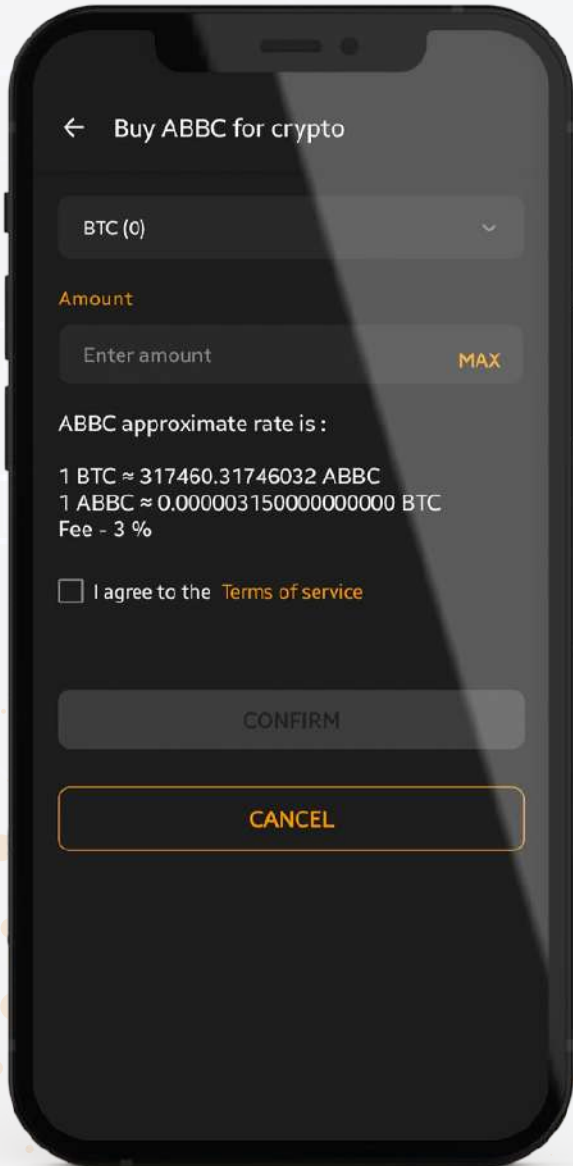 Buy ABBC for crypto
BTC (0)
Amount
Enter amount MAX
ABBC approximate rate is :
1 BTC ≈ 317460.31746032 ABBC
1 ABBC ≈ 0.000003150000000000 BTC
Fee - 3 %
I agree to the Terms of service
CONFIRM
CANCEL